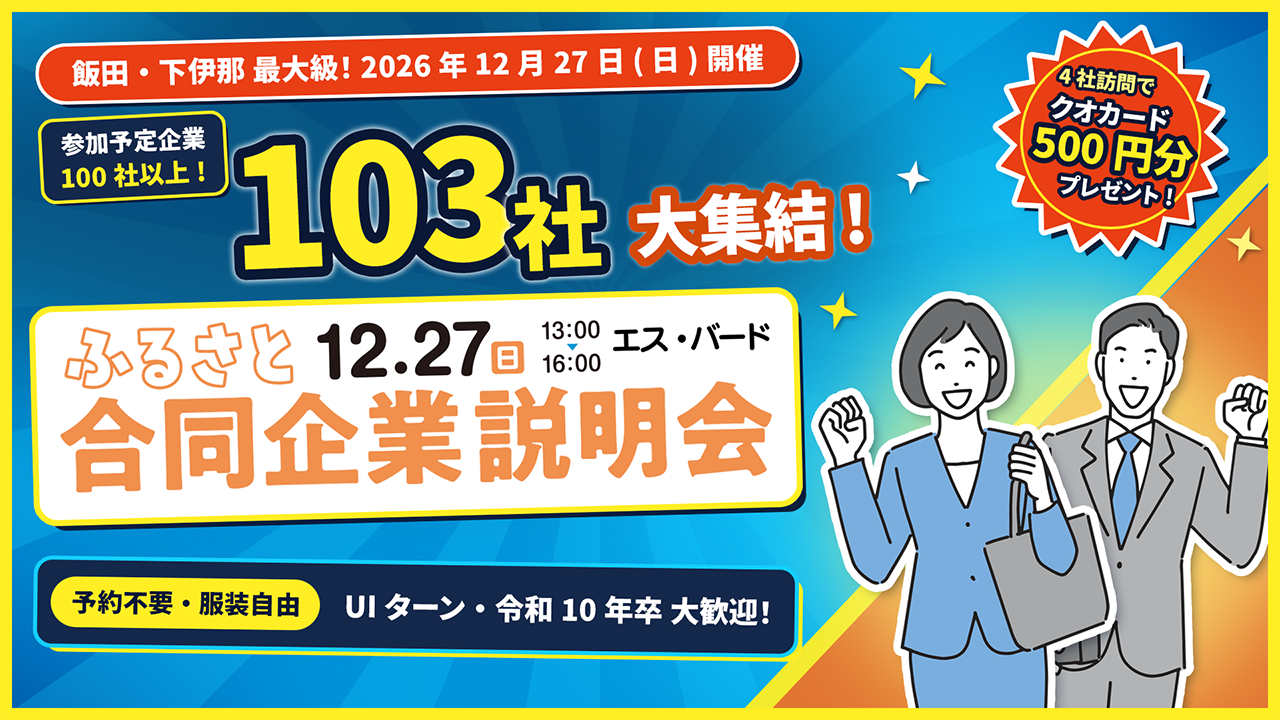 飯田・下伊那 最大級! 2026年12月27日(日)開催
4社訪問で
クオカード
500円分
プレゼント!
参加予定企業
100社以上!
103社 大集結!
ふるさと 12.27日 13:00 16:00 エス・バード
合同企業説明会
予約不要・服装自由 UIターン・令和10年卒 大歓迎!